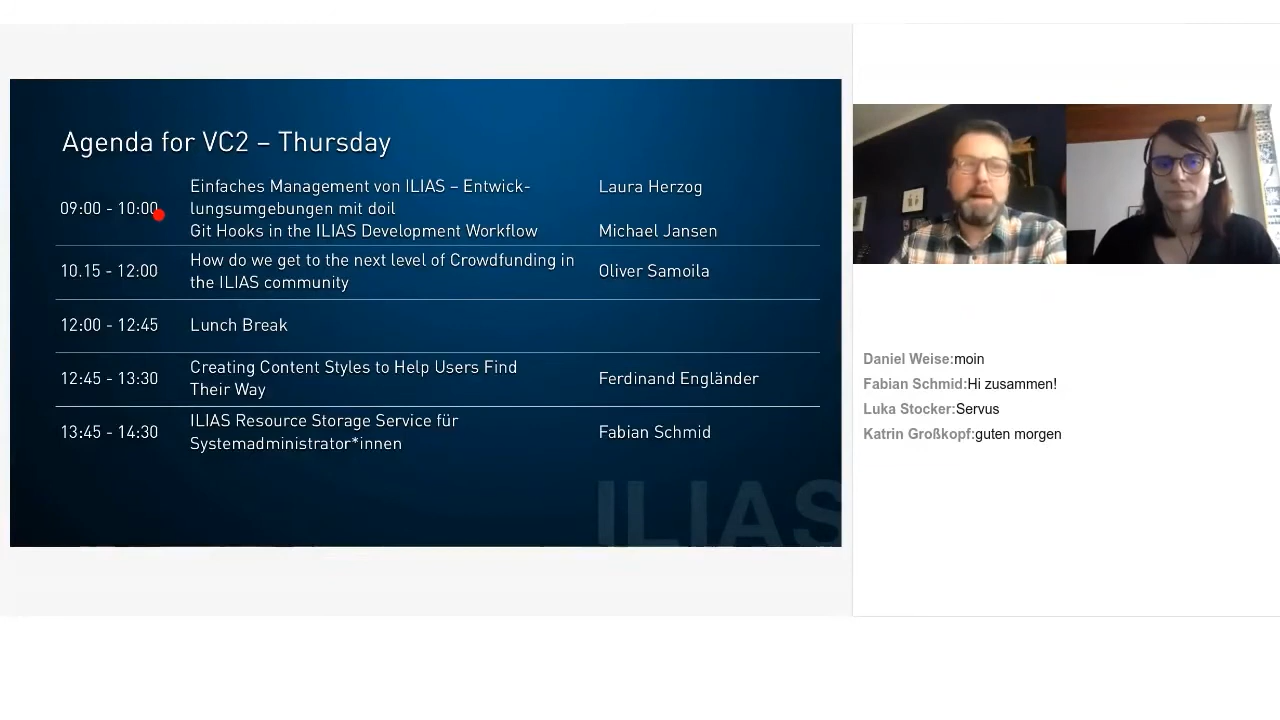 Agenda for VC2 – Thursday
09:00 - 10:00
Einfaches Management von ILIAS – Entwick-
lungsumgebungen mit doil
Laura Herzog
Git Hooks in the ILIAS Development Workflow
Michael Jansen
10.15 - 12:00
How do we get to the next level of Crowdfunding in
the ILIAS community
Oliver Samoila
12:00 - 12:45
Lunch Break
12:45 - 13:30
Creating Content Styles to Help Users Find
Their Way
Ferdinand Engländer
13:45 - 14:30
ILIAS Resource Storage Service für
Systemadministrator*innen
Fabian Schmid
ILIAS
Daniel Weise:moin
Fabian Schmid:Hi zusammen!
Luka Stocker:Servus
Katrin Großkopf:guten morgen